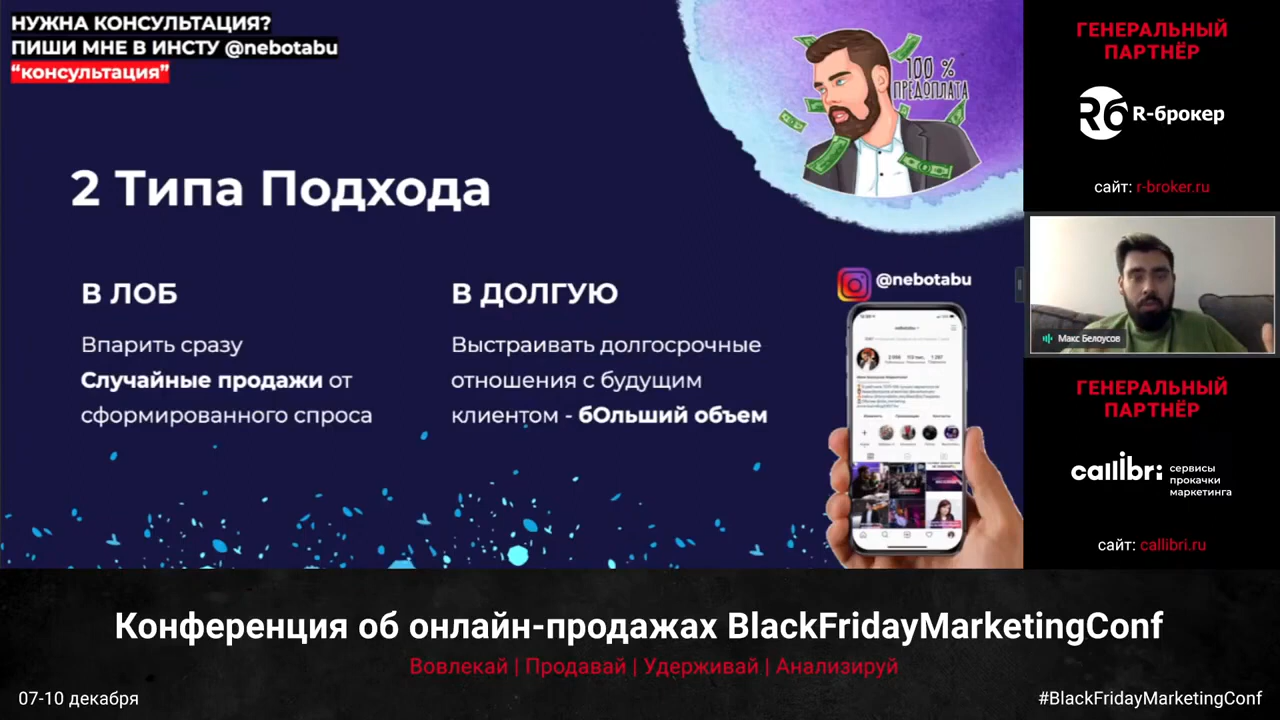 НУЖНА КОНСУЛЬТАЦИЯ?
ПИШИ МНЕ В ИНСТУ @nebotabu
“консультация”
100 %
ПРЕДОПЛАТА
2 Типа Подхода
В ЛОБ
Впарить сразу
Случайные продажи от
сформированного спроса
В ДОЛГУЮ
Выстраивать долгосрочные
отношения с будущим
клиентом - бОльший объем
@nebotabu
ГЕНЕРАЛЬНЫЙ
ПАРТНЁР
R-брокер
сайт: r-broker.ru
Макс Белоусов
ГЕНЕРАЛЬНЫЙ
ПАРТНЁР
callibri
сервисы
прокачки
маркетинга
сайт: callibri.ru
Конференция об онлайн-продажах BlackFridayMarketingConf
Вовлекай | Продавай | Удерживай | Анализируй
07-10 декабря
#BlackFridayMarketingConf